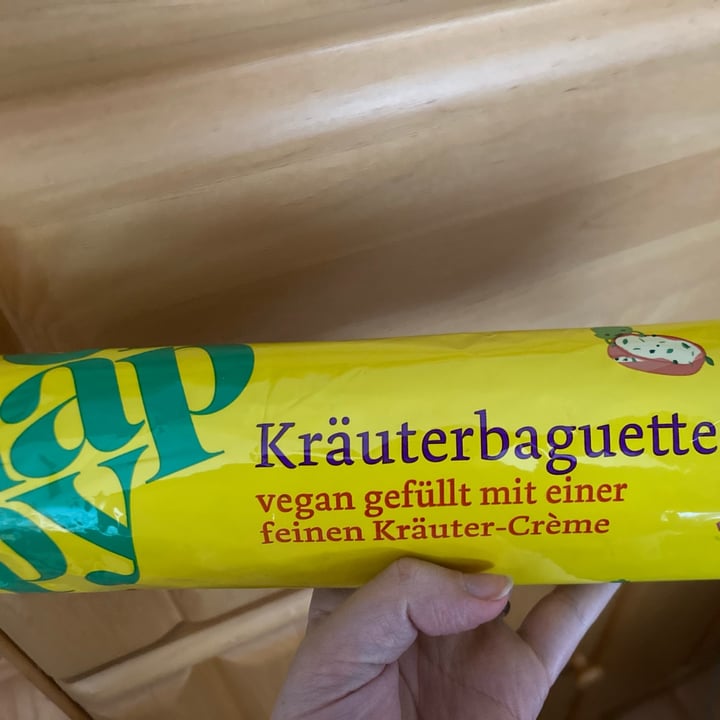 Kräuterbaguette
vegan gefüllt mit einer
feinen Kräuter-Crème